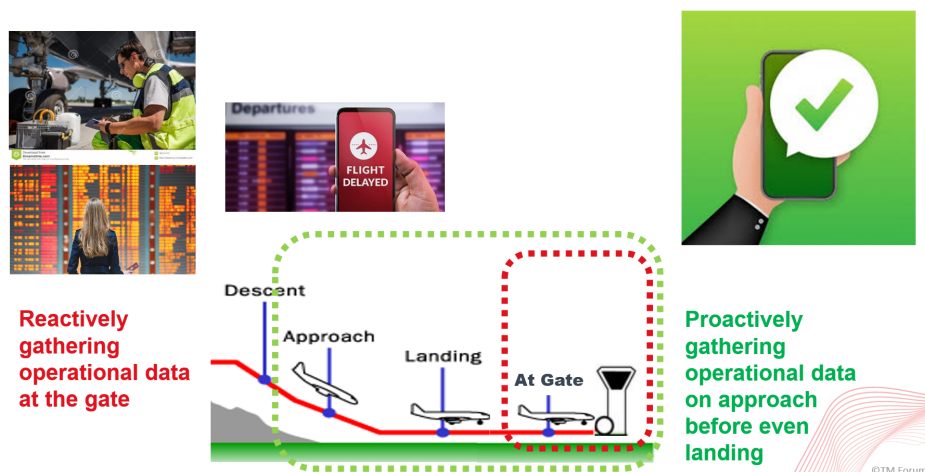 Departures
FLIGHT
DELAYED
Reactively
gathering
operational data
at the gate
Descent
Approach
Landing
At Gate
Proactively
gathering
operational data
on approach
before even
landing
©TM Forum